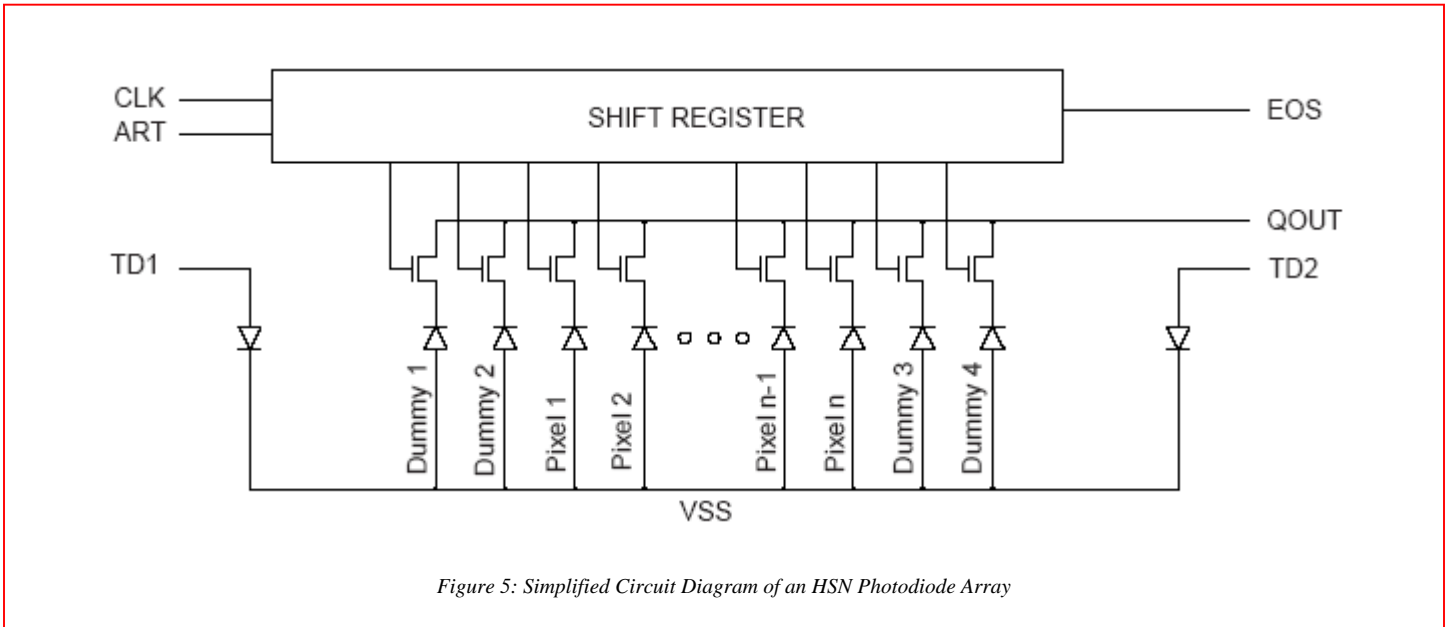 CLK
ART
SHIFT REGISTER
EOS
QOUT
TD1
TD2
Dummy 1
Dummy 2
Pixel 1
Pixel 2
Pixel n-1
Pixel n
Dummy 3
Dummy 4
VSS
Figure 5: Simplified Circuit Diagram of an HSN Photodiode Array